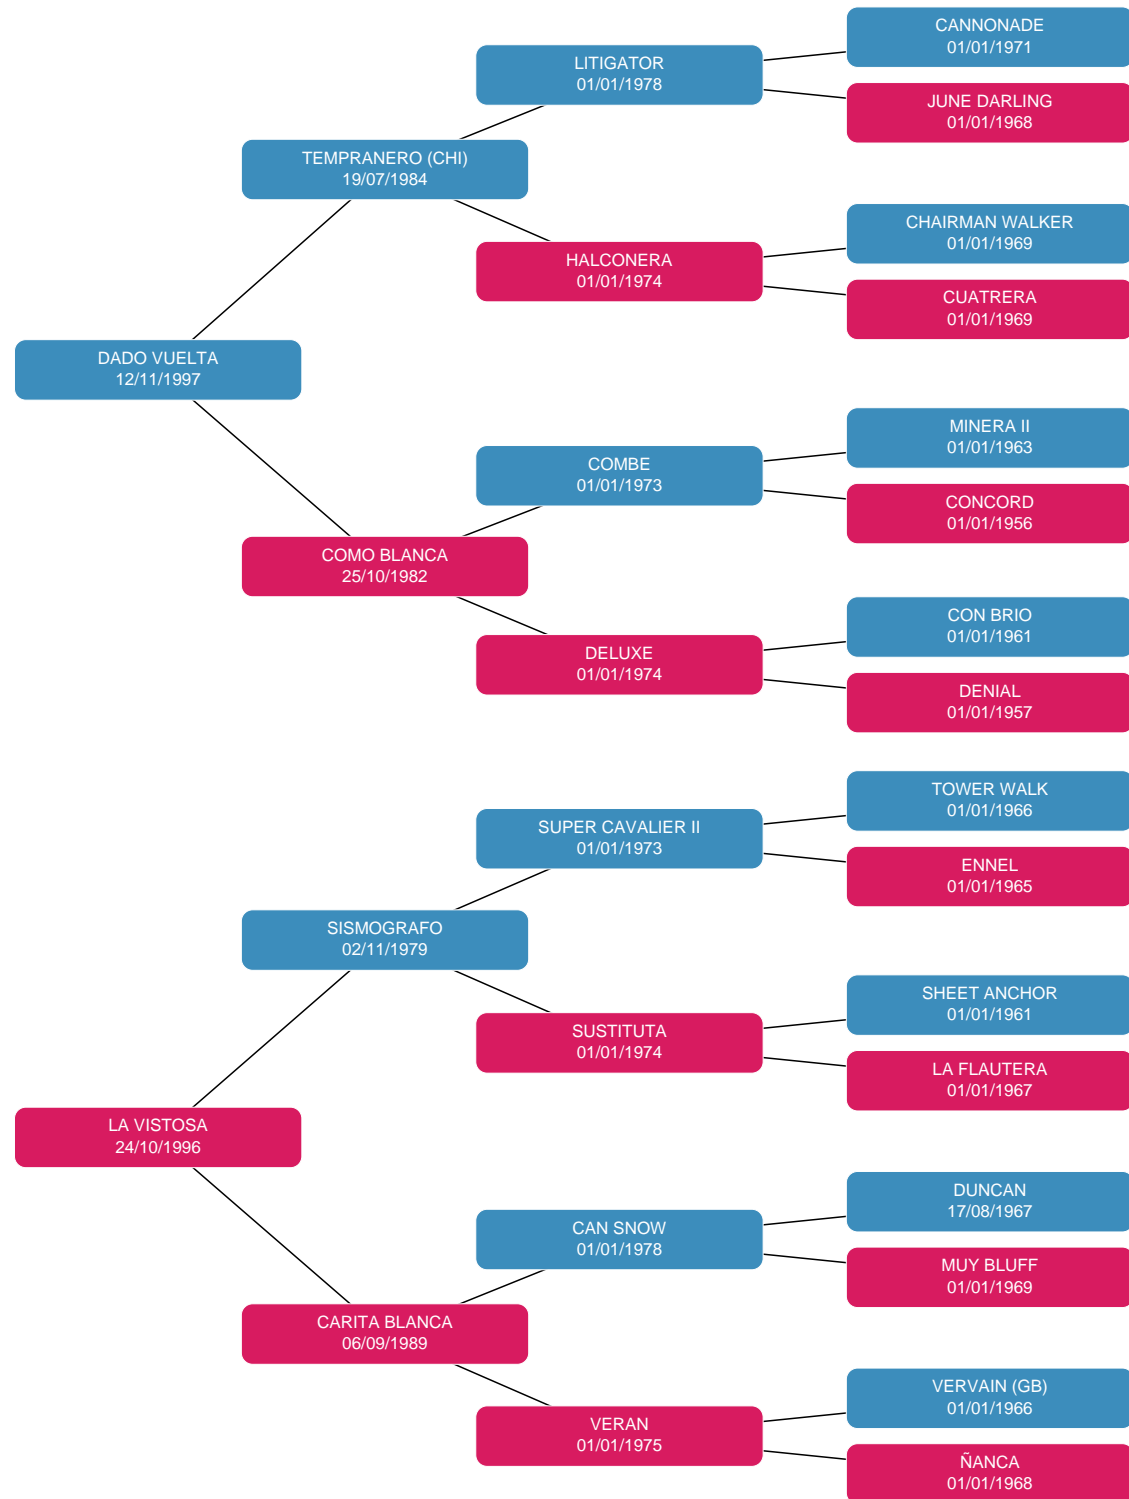 CANNONADE
01/01/1971
LITIGATOR
01/01/1978
JUNE DARLING
01/01/1968
TEMPRANERO (CHI)
19/07/1984
CHAIRMAN WALKER
01/01/1969
HALCONERA
01/01/1974
CUATRERA
01/01/1969
DADO VUELTA
12/11/1997
MINERA II
01/01/1963
COMBE
01/01/1973
CONCORD
01/01/1956
COMO BLANCA
25/10/1982
CON BRIO
01/01/1961
DELUXE
01/01/1974
DENIAL
01/01/1957
TOWER WALK
01/01/1966
SUPER CAVALIER II
01/01/1973
ENNEL
01/01/1965
SISMOGRAFO
02/11/1979
SHEET ANCHOR
01/01/1961
SUSTITUTA
01/01/1974
LA FLAUTERA
01/01/1967
LA VISTOSA
24/10/1996
DUNCAN
17/08/1967
CAN SNOW
01/01/1978
MUY BLUFF
01/01/1969
CARITA BLANCA
06/09/1989
VERVAIN (GB)
01/01/1966
VERAN
01/01/1975
ÑANCA
01/01/1968